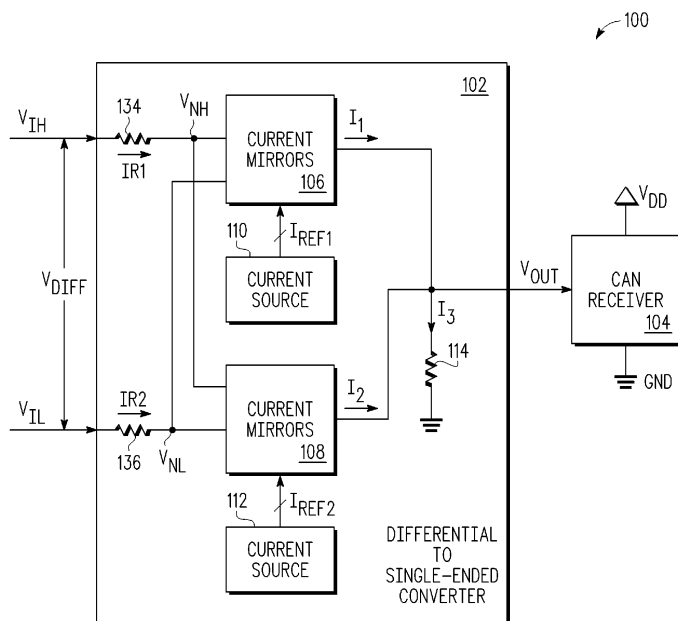 100
102
134
V_NH
V_IH
IR1
I_1
CURRENT
MIRRORS
106
V_DD
110
I_REF1
CURRENT
SOURCE
V_DIFF
V_OUT
CAN
RECEIVER
104
I_3
114
GND
IR2
V_IL
136
V_NL
I_2
CURRENT
MIRRORS
108
112
I_REF2
CURRENT
SOURCE
DIFFERENTIAL
TO
SINGLE-ENDED
CONVERTER